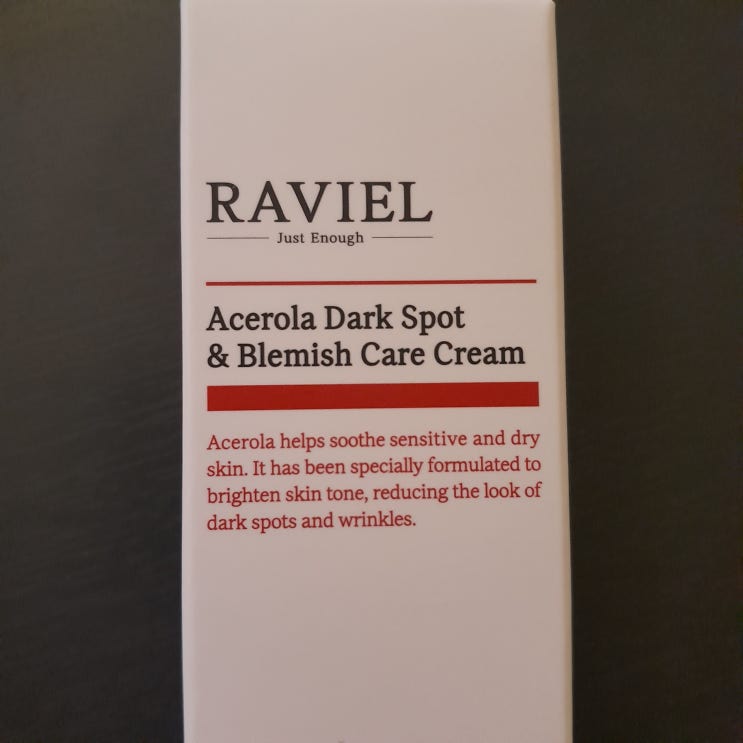 RAVIEL
Just Enough
Acerola Dark Spot
& Blemish Care Cream
Acerola helps soothe sensitive and dry
skin. It has been specially formulated to
brighten skin tone, reducing the look of
dark spots and wrinkles.